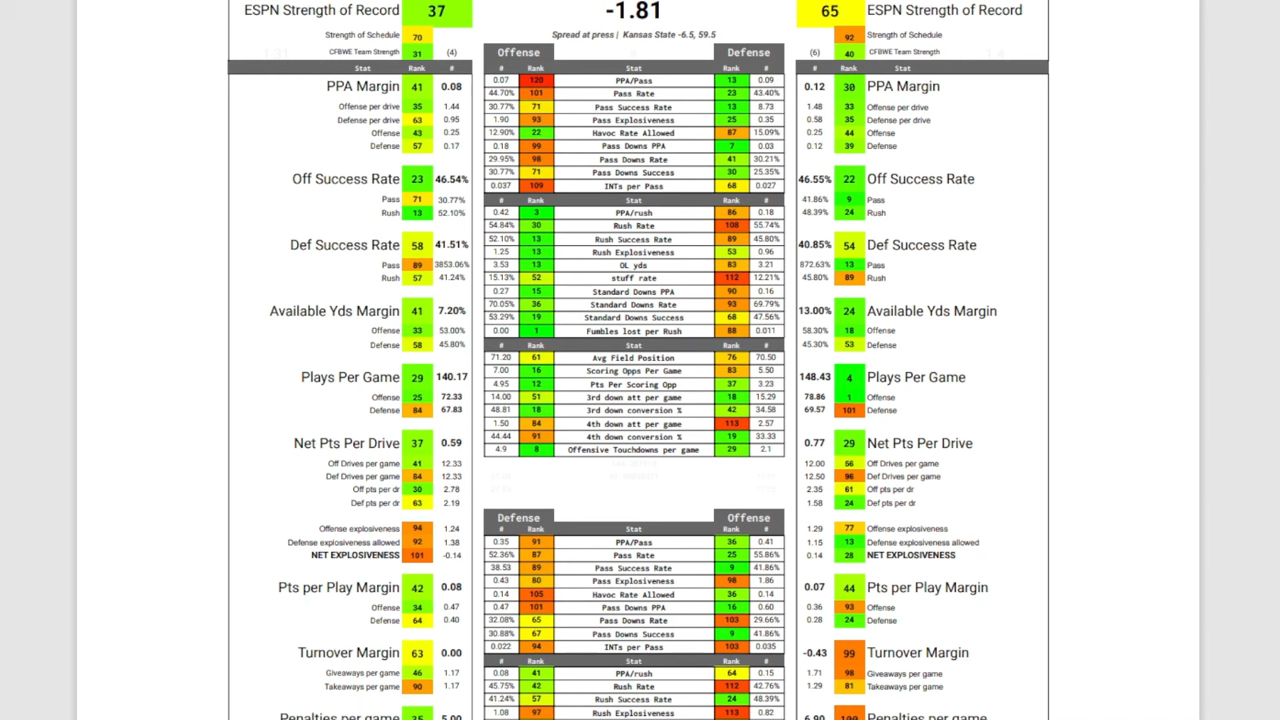 ESPN Strength of Record 37 -1.81 65 ESPN Strength of Record
Strength of Schedule 70 Spread at press | Kansas State -6.5, 59.5 92 Strength of Schedule
CFBWE Team Strength 31 (4) Offense Defense (6) 40 CFBWE Team Strength
Stat Rank # # Rank Stat Rank # # Rank Stat
PPA Margin 41 0.08 0.12 30 PPA Margin
Offense per drive 35 1.44 1.48 33 Offense per drive
Defense per drive 63 0.95 0.58 35 Defense per drive
Offense 43 0.25 0.25 44 Offense
Defense 57 0.17 0.12 39 Defense
Off Success Rate 23 46.54% 46.55% 22 Off Success Rate
Pass 71 30.77% 41.86% 9 Pass
Rush 13 52.10% 48.39% 24 Rush
Def Success Rate 58 41.51% 40.85% 54 Def Success Rate
Pass 89 3853.06% 872.63% 13 Pass
Rush 57 41.24% 45.80% 89 Rush
Available Yds Margin 41 7.20% 13.00% 24 Available Yds Margin
Offense 33 53.00% 58.30% 18 Offense
Defense 58 45.80% 45.30% 53 Defense
Plays Per Game 29 140.17 148.43 4 Plays Per Game
Offense 25 72.33 78.86 1 Offense
Defense 84 67.83 69.57 101 Defense
Net Pts Per Drive 37 0.59 0.77 29 Net Pts Per Drive
Off Drives per game 41 12.33 12.00 56 Off Drives per game
Def Drives per game 84 12.33 12.50 96 Def Drives per game
Off pts per dr 30 2.78 2.35 61 Off pts per dr
Def pts per dr 63 2.19 1.58 24 Def pts per dr
Offense explosiveness 94 1.24 1.29 77 Offense explosiveness
Defense explosiveness allowed 92 1.38 1.15 13 Defense explosiveness allowed
NET EXPLOSIVENESS 101 -0.14 0.14 28 NET EXPLOSIVENESS
Pts per Play Margin 42 0.08 0.07 44 Pts per Play Margin
Offense 34 0.47 0.36 93 Offense
Defense 64 0.40 0.28 24 Defense
Turnover Margin 63 0.00 -0.43 99 Turnover Margin
Giveaways per game 46 1.17 1.71 98 Giveaways per game
Takeaways per game 90 1.17 1.29 81 Takeaways per game
Penalties per game 35 5.00 6.90 109 Penalties per game
0.07 120 PPA/Pass 13 0.09
44.70% 101 Pass Rate 23 43.40%
30.77% 71 Pass Success Rate 13 8.73
1.90 93 Pass Explosiveness 25 0.35
12.90% 22 Havoc Rate Allowed 87 15.09%
0.18 99 Pass Downs PPA 7 0.03
29.95% 98 Pass Downs Rate 41 30.21%
30.77% 71 Pass Downs Success 30 25.35%
0.037 109 INTs per Pass 68 0.027
# Rank Stat Rank #
0.42 3 PPA/rush 86 0.18
54.84% 30 Rush Rate 108 55.74%
52.10% 13 Rush Success Rate 89 45.80%
1.25 13 Rush Explosiveness 53 0.96
3.53 13 OL yds 83 3.21
15.13% 52 stuff rate 112 12.21%
0.27 15 Standard Downs PPA 90 0.16
70.05% 36 Standard Downs Rate 93 69.79%
53.29% 19 Standard Downs Success 68 47.56%
0.00 1 Fumbles lost per Rush 88 0.011
# Rank Stat Rank #
71.20 61 Avg Field Position 76 70.50
7.00 16 Scoring Opps Per Game 83 5.50
4.95 12 Pts Per Scoring Opp 37 3.23
14.00 51 3rd down att per game 18 15.29
48.81 18 3rd down conversion % 42 34.58
1.50 84 4th down att per game 113 2.57
44.44 91 4th down conversion % 19 33.33
4.9 8 Offensive Touchdowns per game 29 2.1
Defense Offense
# Rank Stat Rank #
0.35 91 PPA/Pass 36 0.41
52.36% 87 Pass Rate 25 55.86%
38.53 89 Pass Success Rate 9 41.86%
0.43 80 Pass Explosiveness 98 1.86
0.14 105 Havoc Rate Allowed 36 0.14
0.47 101 Pass Downs PPA 16 0.60
32.08% 65 Pass Downs Rate 103 29.66%
30.88% 67 Pass Downs Success 9 41.86%
0.022 94 INTs per Pass 103 0.035
# Rank Stat Rank #
0.08 41 PPA/rush 64 0.15
45.75% 42 Rush Rate 112 42.76%
41.24% 57 Rush Success Rate 24 48.39%
1.08 97 Rush Explosiveness 113 0.82